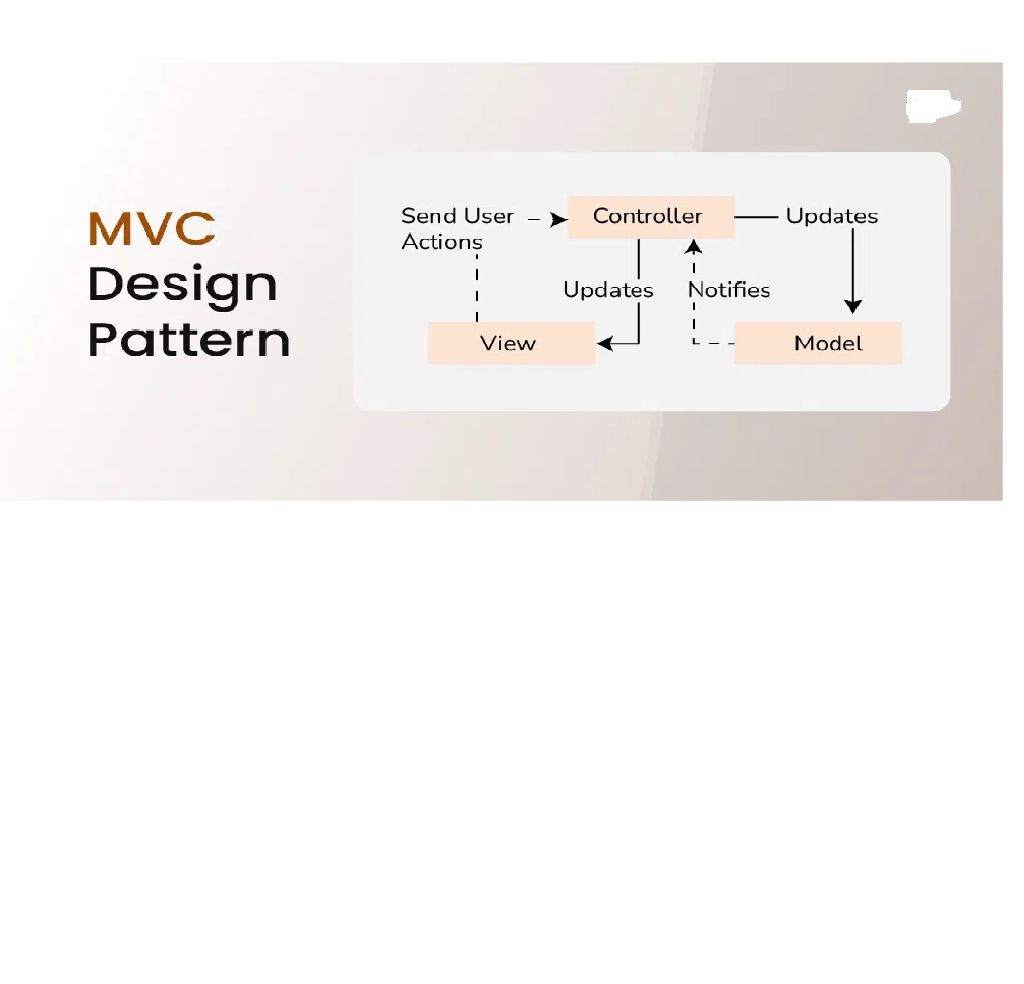 MVC
Design
Pattern
Send User
Actions
Controller
Updates
Updates
Notifies
View
Model